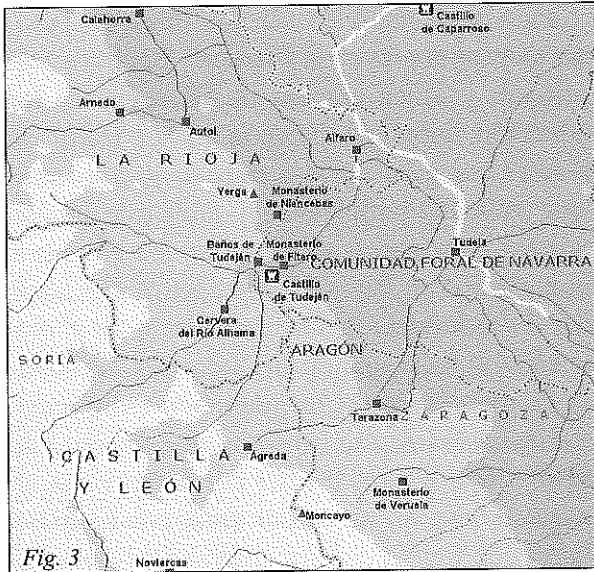 Calahorra
Castillo
de Caparroso
Arnedo
Autol
Alfaro
LA RIOJA
Yerga
Monasterio
de Niencebas
Baños de
Tudején
Monasterio
de Fitero
Tudela
COMUNIDAD FORAL DE NAVARRA
Castillo
de Tudején
Cervera
del Río Alhama
SORIA
ARAGÓN
Tarazona
ZARAGOZA
CASTILLA
Y LEÓN
Agreda
Monasterio
de Veruela
Moncayo
Noviercas
Fig. 3